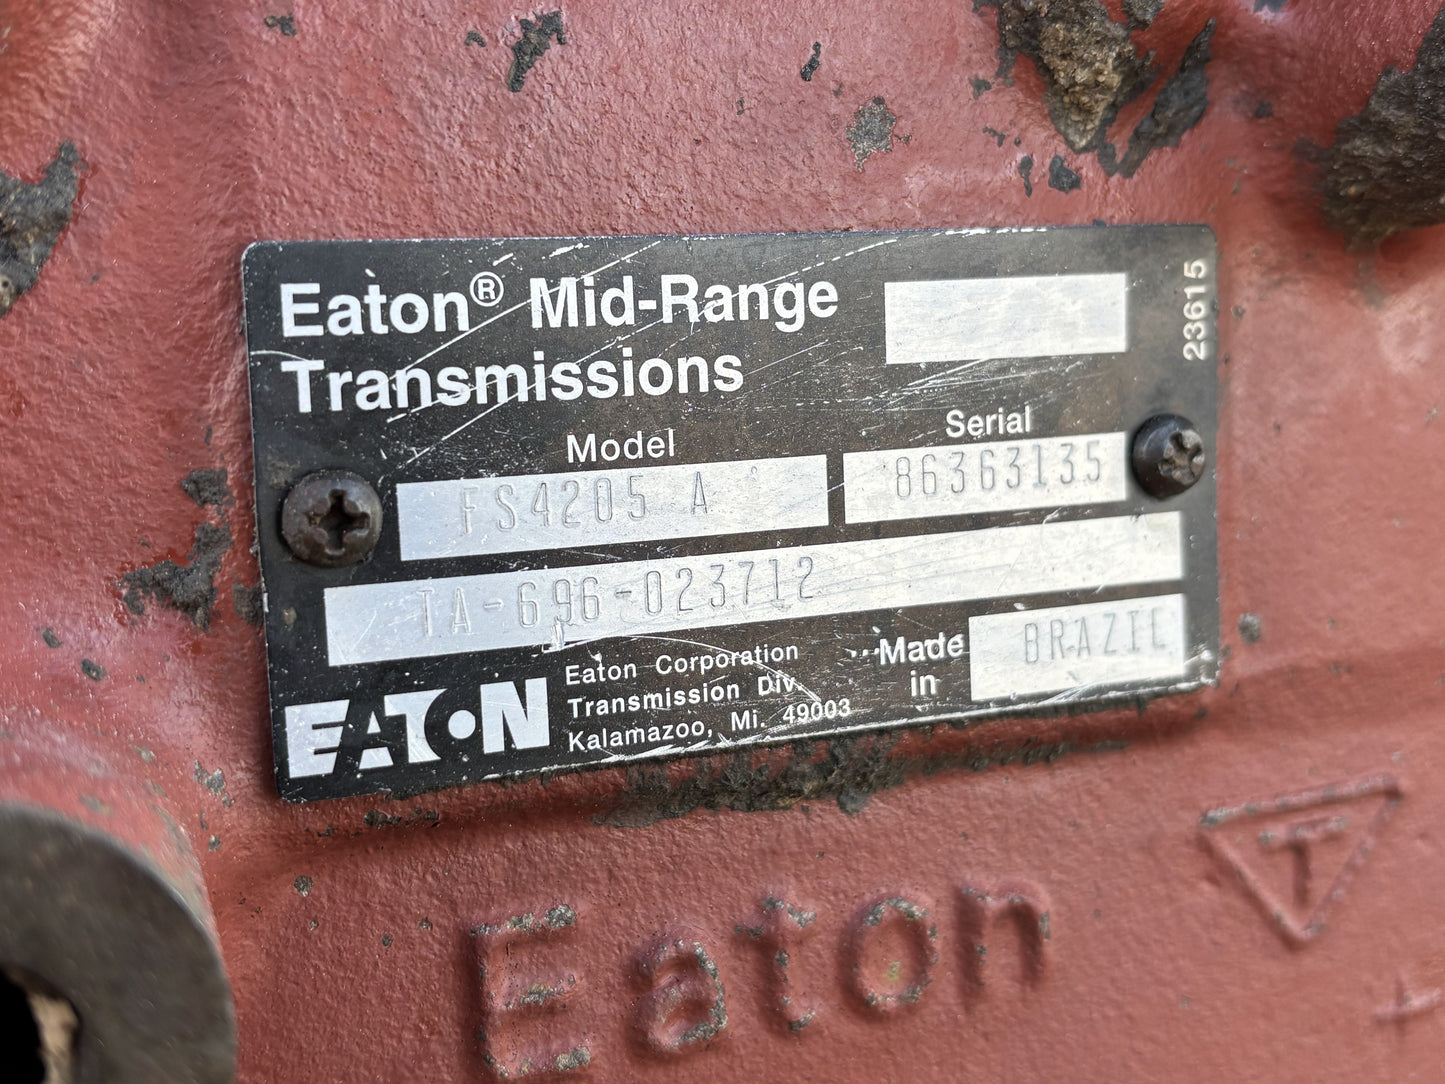 Eaton® Mid-Range
Transmissions
23615
Model
Serial
FS4205 A
86363135
TA-696-023712
EATON
Eaton Corporation
Transmission Div.
Kalamazoo, Mi. 49003
Made
in
BRAZIL
Eaton
T